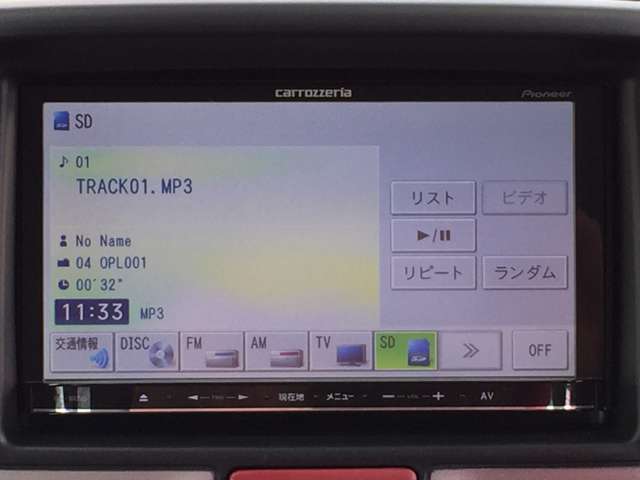 carrozzeria Pioneer
SD
01
TRACK01.MP3
No Name
04 OPL001
00'32"
11:33 MP3
リスト ビデオ
►/II
リピート ランダム
交通情報 DISC FM AM TV SD >> OFF
現在地 メニュー － VOL ＋ AV